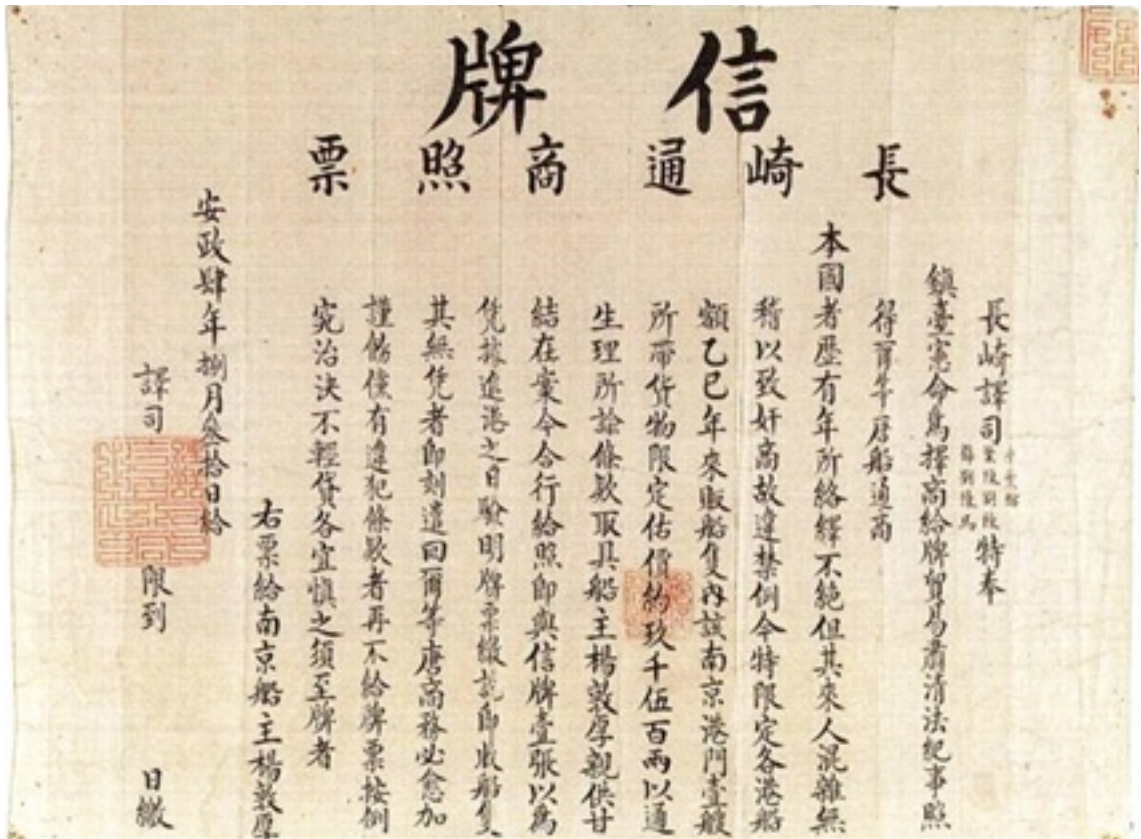 信牌
長崎通商照票
長崎譯司特奉
鎮臺憲命為擇商給牌貿易肅清法紀事照
得爾等唐船通商
本國者歷有年所絡繹不絕但其來人混雜無
稽以致奸商故違禁例今特限定各港船
額乙巳年來販船隻內該南京港門壹艘
所帶貨物限定估價約玖千伍百兩以通
生理所諭條款取具船主楊敦厚親供甘
結在案今合行給照即與信牌壹張以為
凭據進港之日驗明牌票繳訖即收船隻
其無凭者即刻遣回爾等唐商務必愈加
謹飭倘有違犯條款者再不給牌票按例
究治決不輕貸各宜慎之須至牌者
右票給南京船主楊敦厚
安政肆年捌月叁拾日給
譯司
限到 日繳